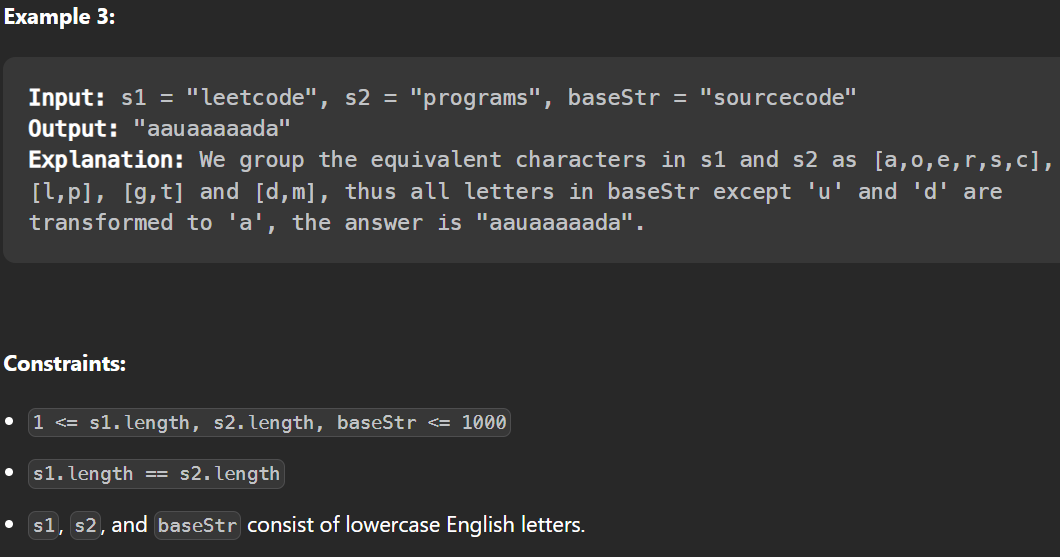 Example 3:
Input: s1 = "leetcode", s2 = "programs", baseStr = "sourcecode"
Output: "aauaaaaada"
Explanation: We group the equivalent characters in s1 and s2 as [a,o,e,r,s,c],
[l,p], [g,t] and [d,m], thus all letters in baseStr except 'u' and 'd' are
transformed to 'a', the answer is "aauaaaaada".
Constraints:
• 1 <= s1.length, s2.length, baseStr <= 1000
• s1.length == s2.length
• s1, s2, and baseStr consist of lowercase English letters.